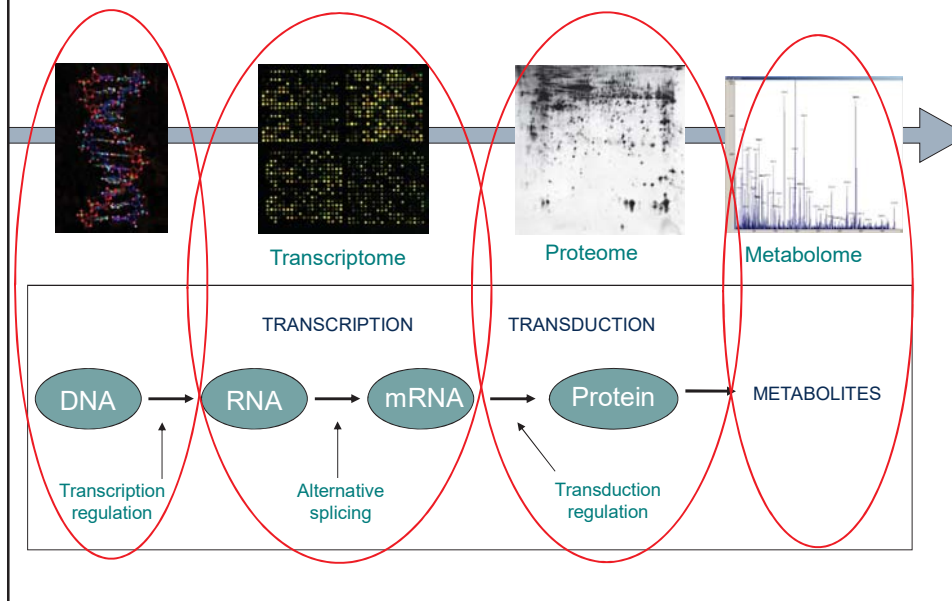 Transcriptome
Proteome
Metabolome
TRANSCRIPTION
TRANSDUCTION
DNA
RNA
mRNA
Protein
METABOLITES
Transcription
regulation
Alternative
splicing
Transduction
regulation